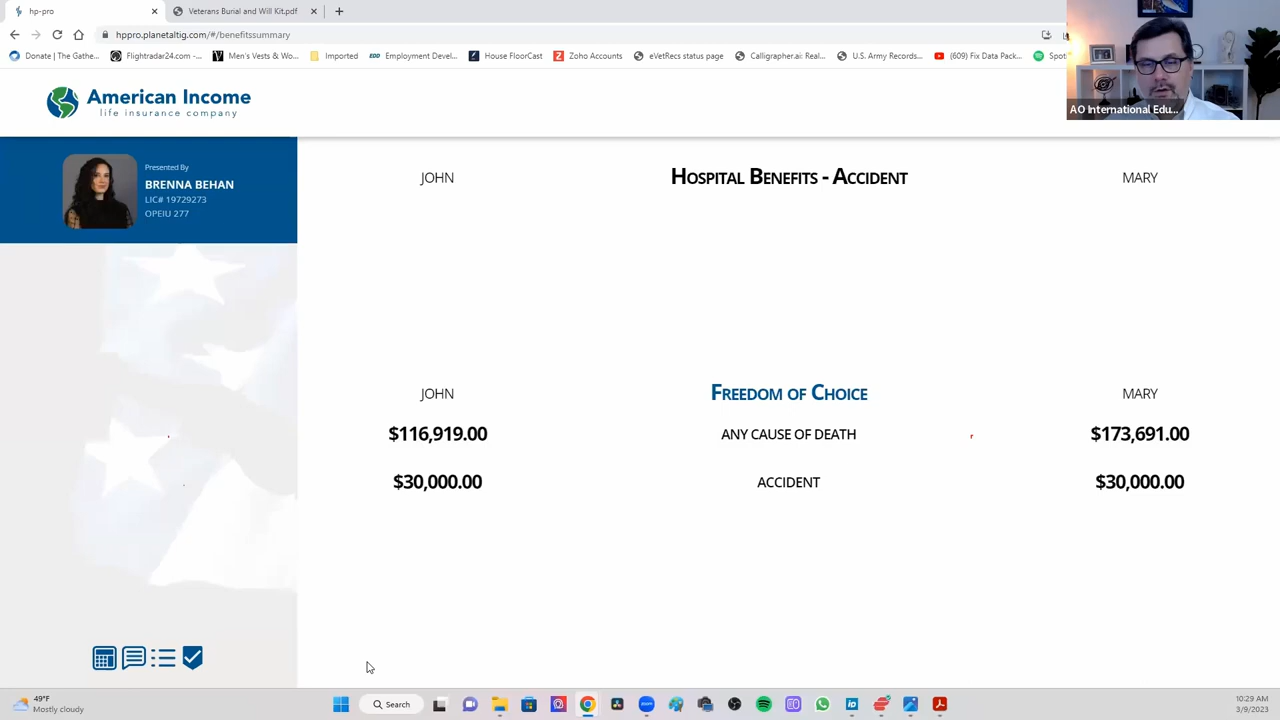 hp-pro
Veterans Burial and Will Kit.pdf
hppro.planetaltig.com/#/benefitssummary
Donate | The Gathe...
Flightradar24.com -...
Men's Vests & Wo...
Imported
EDD Employment Devel...
House FloorCast
Zoho Accounts
eVetRecs status page
Calligrapher.ai: Real...
U.S. Army Records...
(609) Fix Data Pack...
Spoti
AO International Edu...
American Income
life insurance company
Presented By
BRENNA BEHAN
LIC# 19729273
OPEIU 277
JOHN
HOSPITAL BENEFITS - ACCIDENT
MARY
JOHN
FREEDOM OF CHOICE
MARY
$116,919.00
ANY CAUSE OF DEATH
$173,691.00
$30,000.00
ACCIDENT
$30,000.00
49°F
Mostly cloudy
Search
10:29 AM
3/9/2023